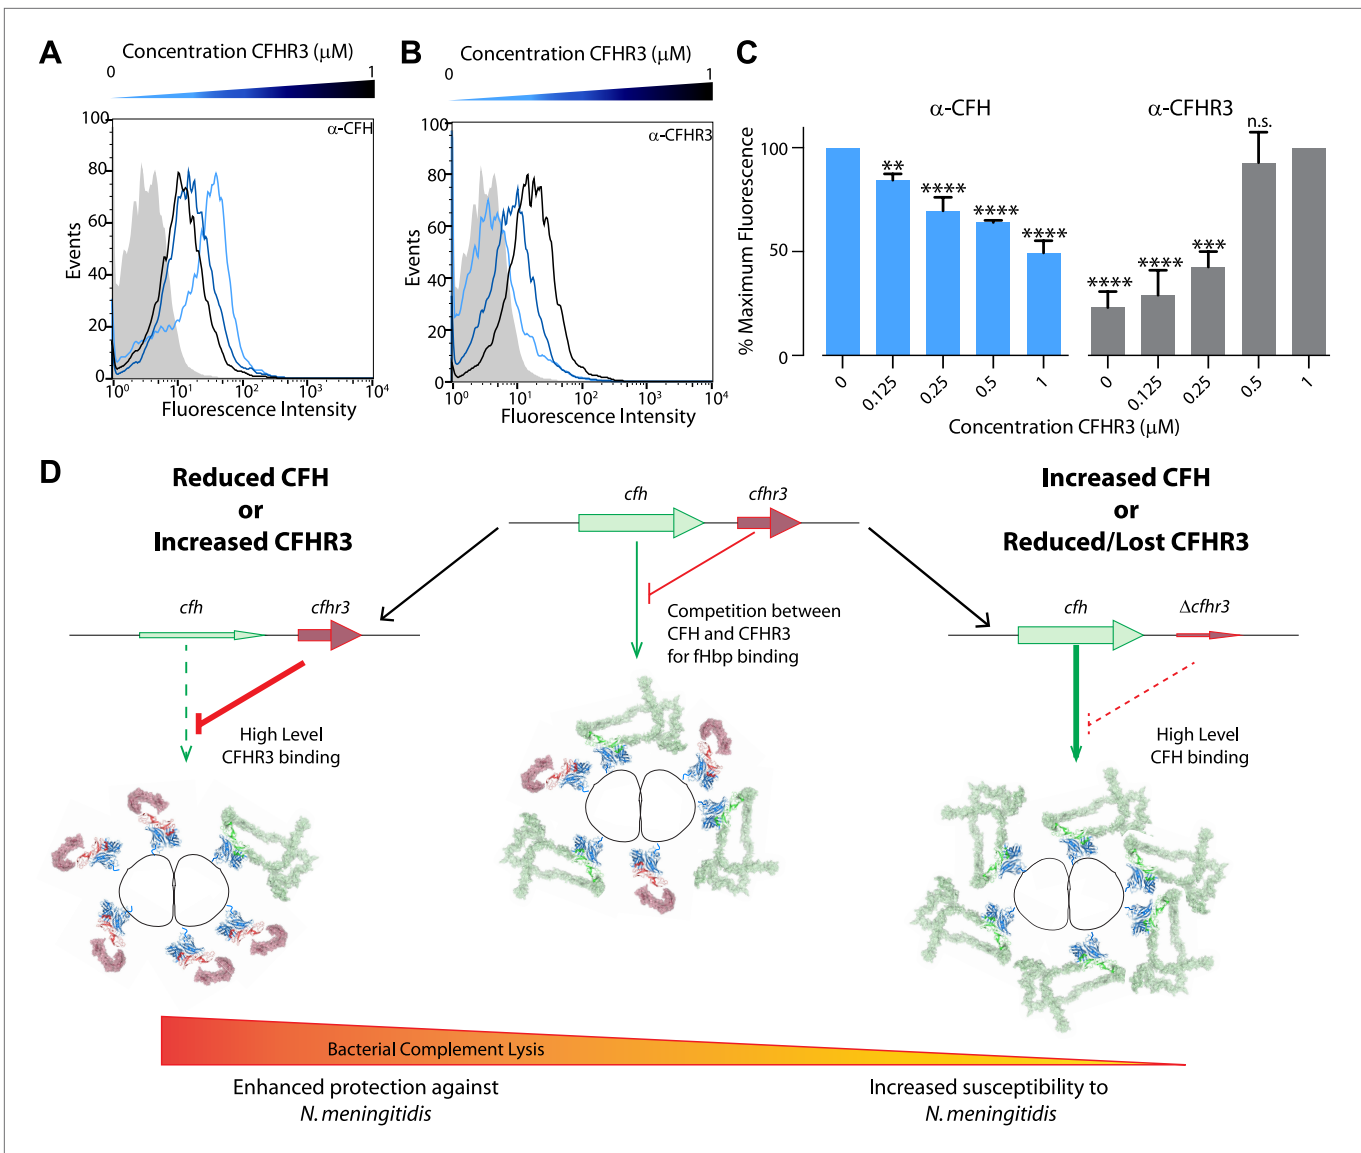 A
Concentration CFHR3 (μM)
0
1
α-CFH
100
80
60
40
20
0
Events
10⁰
10¹
10²
10³
10⁴
Fluorescence Intensity
B
Concentration CFHR3 (μM)
0
1
α-CFHR3
100
80
60
40
20
0
Events
10⁰
10¹
10²
10³
10⁴
Fluorescence Intensity
C
α-CFH
α-CFHR3
% Maximum Fluorescence
100
50
0
**
****
****
****
****
****
***
n.s.
0
0.125
0.25
0.5
1
0
0.125
0.25
0.5
1
Concentration CFHR3 (μM)
D
Reduced CFH
or
Increased CFHR3
cfh
cfhr3
Increased CFH
or
Reduced/Lost CFHR3
cfh
cfhr3
Competition between
CFH and CFHR3
for fHbp binding
cfh
Δcfhr3
High Level
CFHR3 binding
High Level
CFH binding
Bacterial Complement Lysis
Enhanced protection against
N. meningitidis
Increased susceptibility to
N. meningitidis